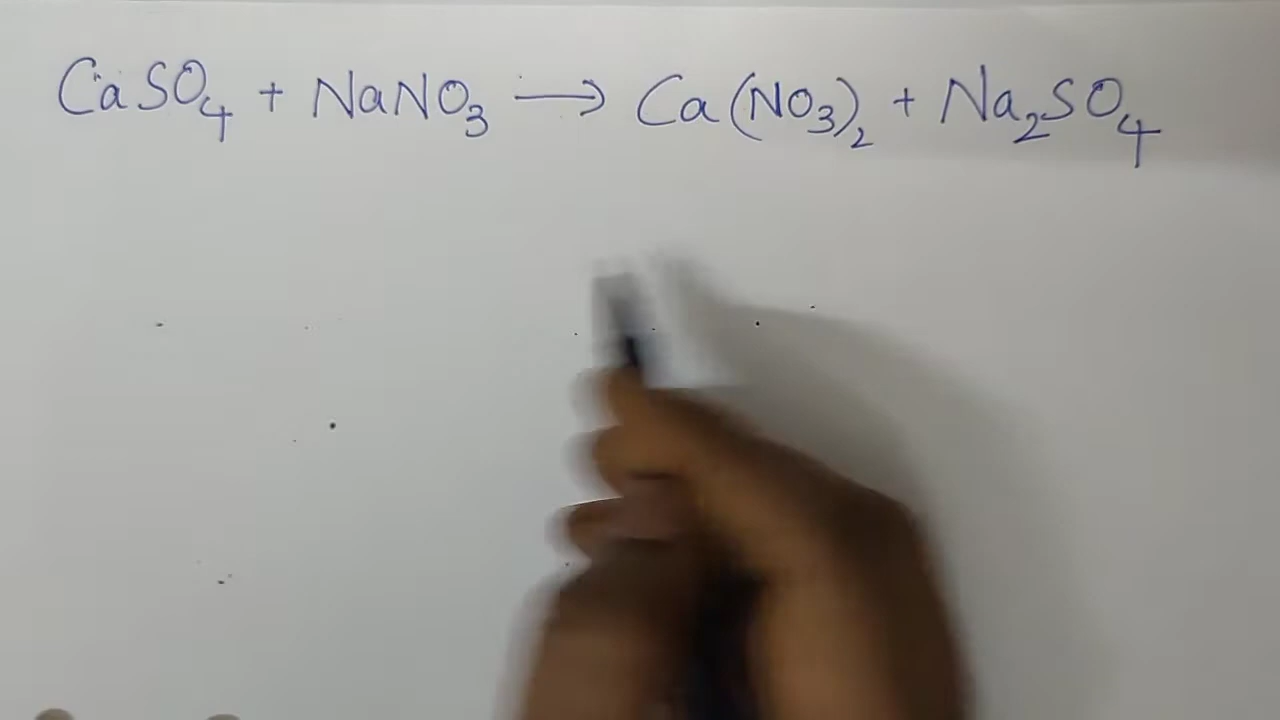 CaSO₄ + NaNO₃ → Ca(NO₃)₂ + Na₂SO₄